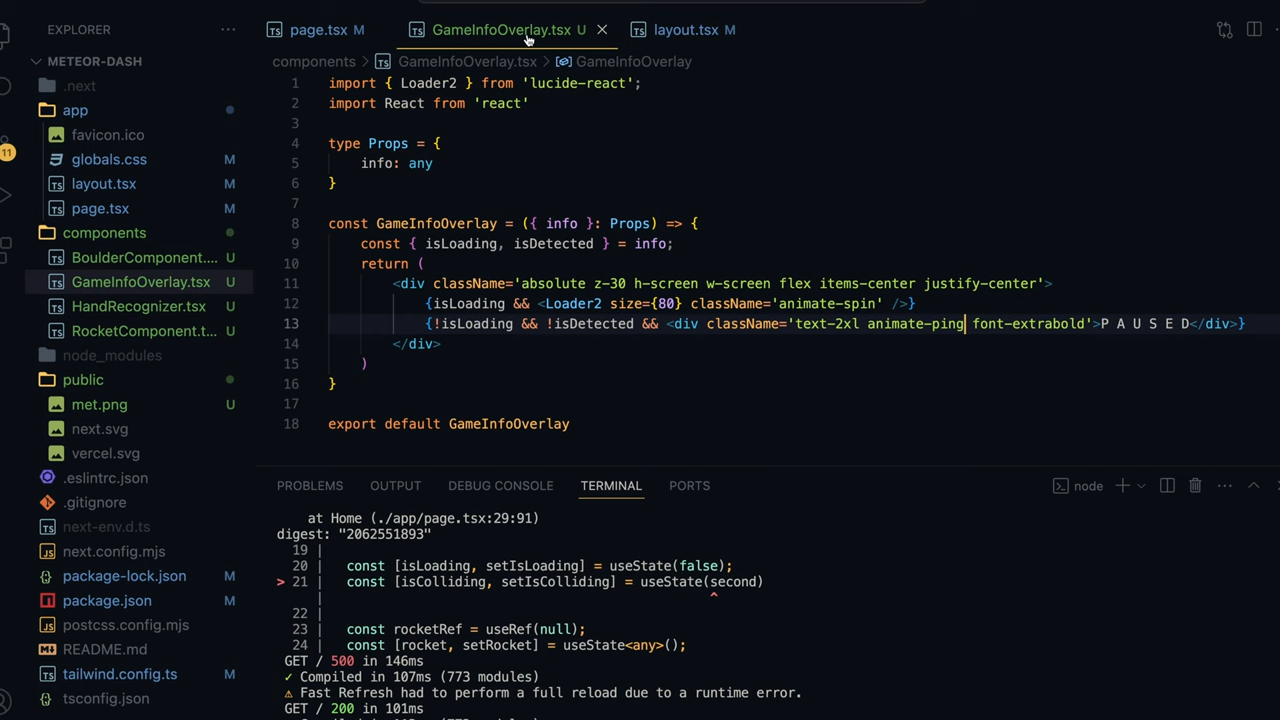 EXPLORER
METEOR-DASH
.next
app
favicon.ico
globals.css M
layout.tsx M
page.tsx M
components
BoulderComponent.... U
GameInfoOverlay.tsx U
HandRecognizer.tsx U
RocketComponent.t... U
node_modules
public
met.png U
next.svg
vercel.svg
.eslintrc.json
.gitignore
next-env.d.ts
next.config.mjs
package-lock.json M
package.json M
postcss.config.mjs
README.md
tailwind.config.ts M
tsconfig.json
11
page.tsx M
GameInfoOverlay.tsx U
layout.tsx M
components > GameInfoOverlay.tsx > GameInfoOverlay
1 import { Loader2 } from 'lucide-react';
2 import React from 'react'
3
4 type Props = {
5 info: any
6 }
7
8 const GameInfoOverlay = ({ info }: Props) => {
9 const { isLoading, isDetected } = info;
10 return (
11 <div className='absolute z-30 h-screen w-screen flex items-center justify-center'>
12 {isLoading && <Loader2 size={80} className='animate-spin' />}
13 {!isLoading && !isDetected && <div className='text-2xl animate-ping font-extrabold'>P A U S E D</div>}
14 </div>
15 )
16 }
17
18 export default GameInfoOverlay
PROBLEMS OUTPUT DEBUG CONSOLE TERMINAL PORTS
node
at Home (./app/page.tsx:29:91)
digest: "2062551893"
19 |
20 | const [isLoading, setIsLoading] = useState(false);
> 21 | const [isColliding, setIsColliding] = useState(second)
| ^
22 |
23 | const rocketRef = useRef(null);
24 | const [rocket, setRocket] = useState<any>();
GET / 500 in 146ms
✓ Compiled in 107ms (773 modules)
⚠ Fast Refresh had to perform a full reload due to a runtime error.
GET / 200 in 101ms